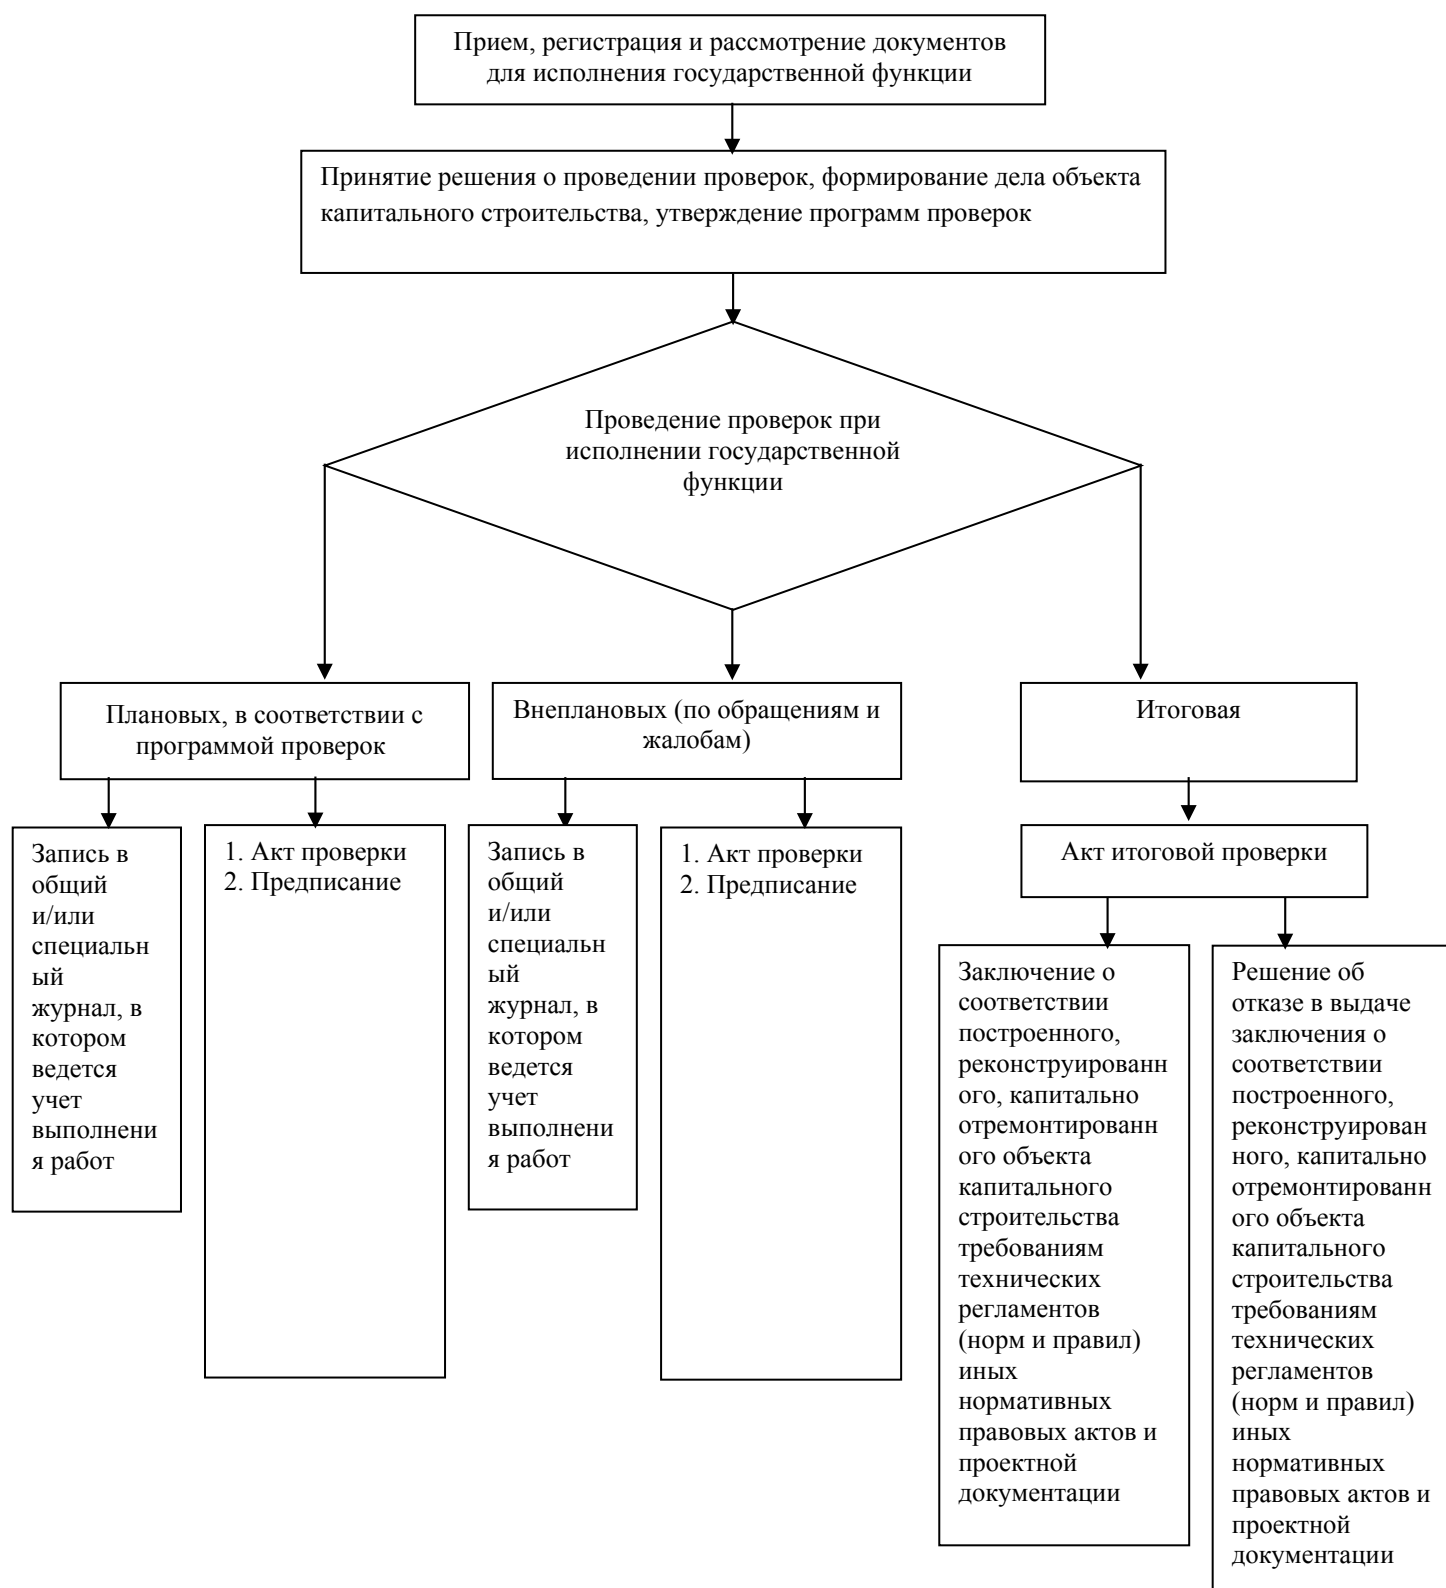 Прием, регистрация и рассмотрение документов
для исполнения государственной функции
Принятие решения о проведении проверок, формирование дела объекта
капитального строительства, утверждение программ проверок
Проведение проверок при
исполнении государственной
функции
Плановых, в соответствии с
программой проверок
Внеплановых (по обращениям и
жалобам)
Итоговая
Запись в
общий
и/или
специальн
ый
журнал, в
котором
ведется
учет
выполнени
я работ
1. Акт проверки
2. Предписание
Запись в
общий
и/или
специальн
ый
журнал, в
котором
ведется
учет
выполнени
я работ
1. Акт проверки
2. Предписание
Акт итоговой проверки
Заключение о
соответствии
построенного,
реконструированн
ого, капитально
отремонтированн
ого объекта
капитального
строительства
требованиям
технических
регламентов
(норм и правил)
иных
нормативных
правовых актов и
проектной
документации
Решение об
отказе в выдаче
заключения о
соответствии
построенного,
реконструирован
ного, капитально
отремонтированн
ого объекта
капитального
строительства
требованиям
технических
регламентов
(норм и правил)
иных
нормативных
правовых актов и
проектной
документации